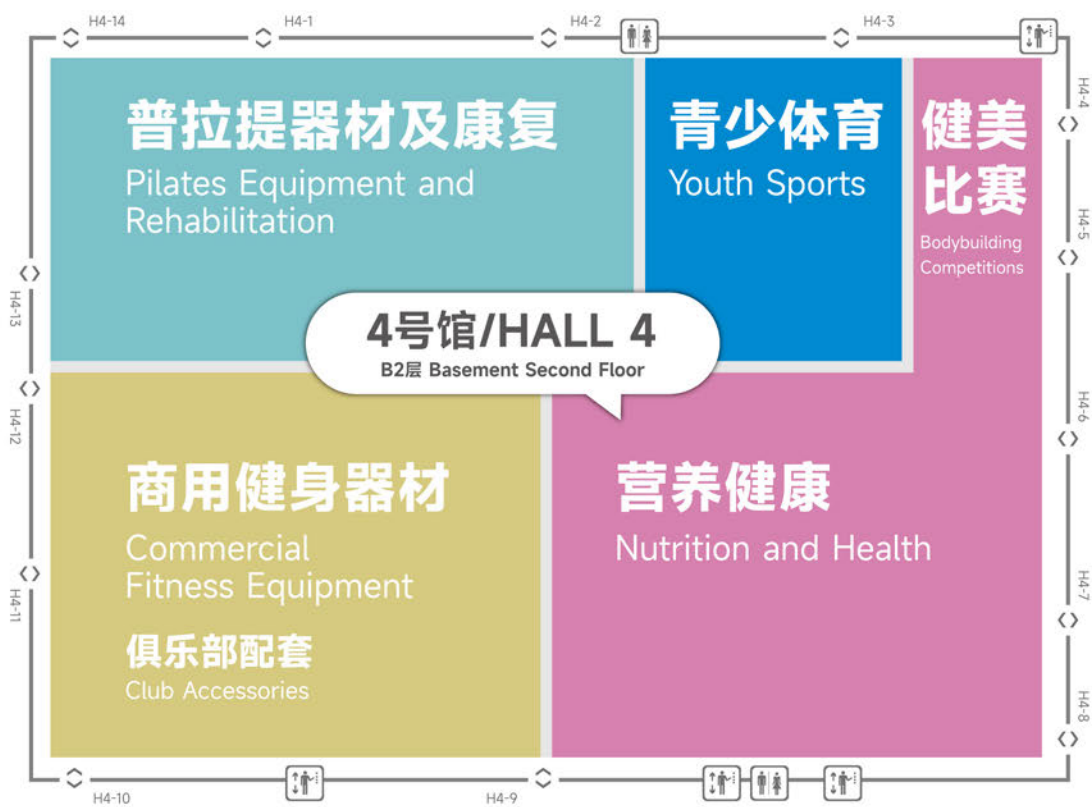 H4-14
H4-1
H4-2
H4-3
普拉提器材及康复
Pilates Equipment and
Rehabilitation
青少体育
Youth Sports
健美
比赛
Bodybuilding
Competitions
H4-4
H4-5
H4-13
4号馆/HALL 4
B2层 Basement Second Floor
H4-12
H4-6
商用健身器材
Commercial
Fitness Equipment
俱乐部配套
Club Accessories
营养健康
Nutrition and Health
H4-11
H4-7
H4-8
H4-10
H4-9